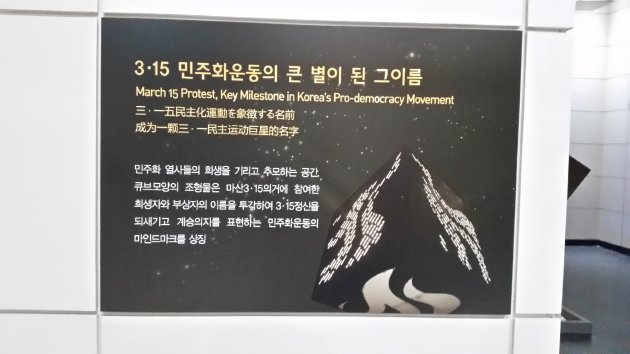 3·15 민주화운동의 큰 별이 된 그이름
March 15 Protest, Key Milestone in Korea's Pro-democracy Movement
三·一五民主化運動を象徴する名前
成为一颗三·一民主运动巨星的名字
민주화 열사들의 희생을 기리고 추모하는 공간.
큐브모양의 조형물은 마산3·15의거에 참여한
희생자와 부상자의 이름을 투각하여 3·15정신을
되새기고 계승의지를 표현하는 민주화운동의
마인드마크를 상징